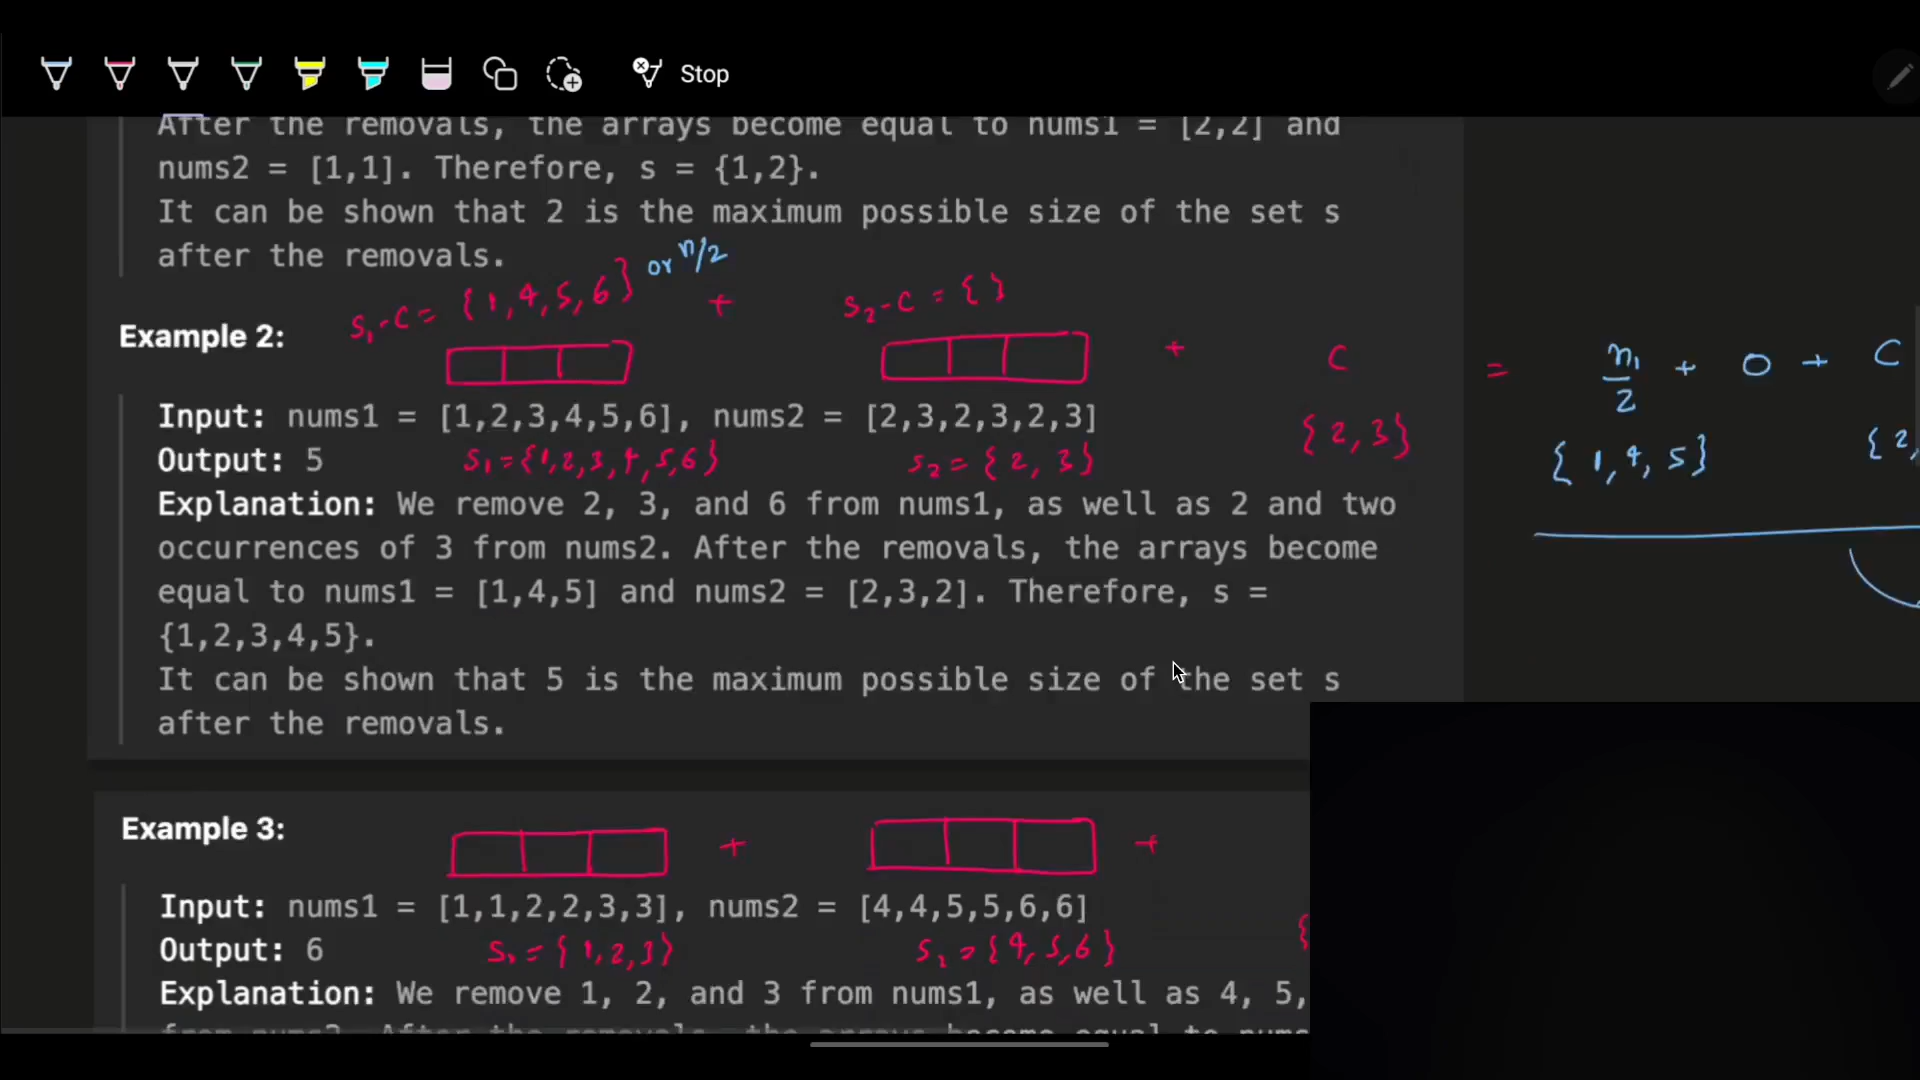 Stop
After the removals, the arrays become equal to nums1 = [2,2] and
nums2 = [1,1]. Therefore, s = {1,2}.
It can be shown that 2 is the maximum possible size of the set s
after the removals.
or n/2
S₁-C = {1,4,5,6} + S₂-C = { }
Example 2:
+ C = n₁/2 + 0 + C
Input: nums1 = [1,2,3,4,5,6], nums2 = [2,3,2,3,2,3]
{2,3} {1,4,5} {2,
Output: 5 S₁={1,2,3,4,5,6} S₂={2, 3}
Explanation: We remove 2, 3, and 6 from nums1, as well as 2 and two
occurrences of 3 from nums2. After the removals, the arrays become
equal to nums1 = [1,4,5] and nums2 = [2,3,2]. Therefore, s =
{1,2,3,4,5}.
It can be shown that 5 is the maximum possible size of the set s
after the removals.
Example 3:
+ +
Input: nums1 = [1,1,2,2,3,3], nums2 = [4,4,5,5,6,6]
{
Output: 6 S₁={1,2,3} S₂={4,5,6}
Explanation: We remove 1, 2, and 3 from nums1, as well as 4, 5,